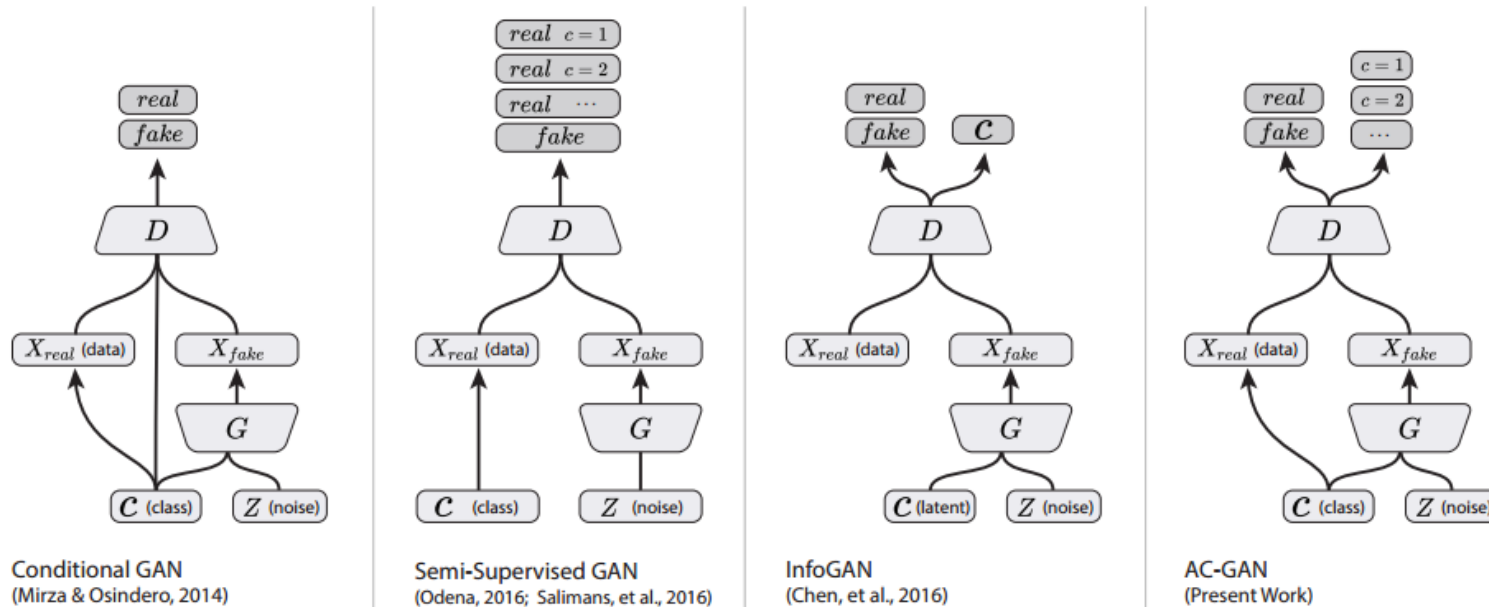 real
fake
D
X_real (data)
X_fake
G
C (class)
Z (noise)
Conditional GAN
(Mirza & Osindero, 2014)
real c = 1
real c = 2
real ...
fake
D
X_real (data)
X_fake
G
C (class)
Z (noise)
Semi-Supervised GAN
(Odena, 2016; Salimans, et al., 2016)
real
fake
C
D
X_real (data)
X_fake
G
C (latent)
Z (noise)
InfoGAN
(Chen, et al., 2016)
real
fake
c = 1
c = 2
...
D
X_real (data)
X_fake
G
C (class)
Z (noise)
AC-GAN
(Present Work)